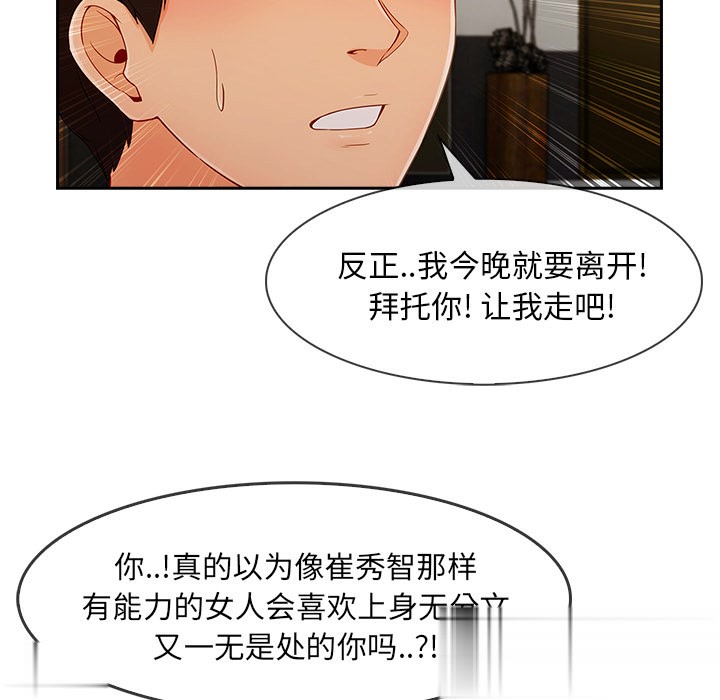 反正..我今晚就要离开!
拜托你! 让我走吧!
你..!真的以为像崔秀智那样
有能力的女人会喜欢上身无分立
又一无是处的你吗..?!